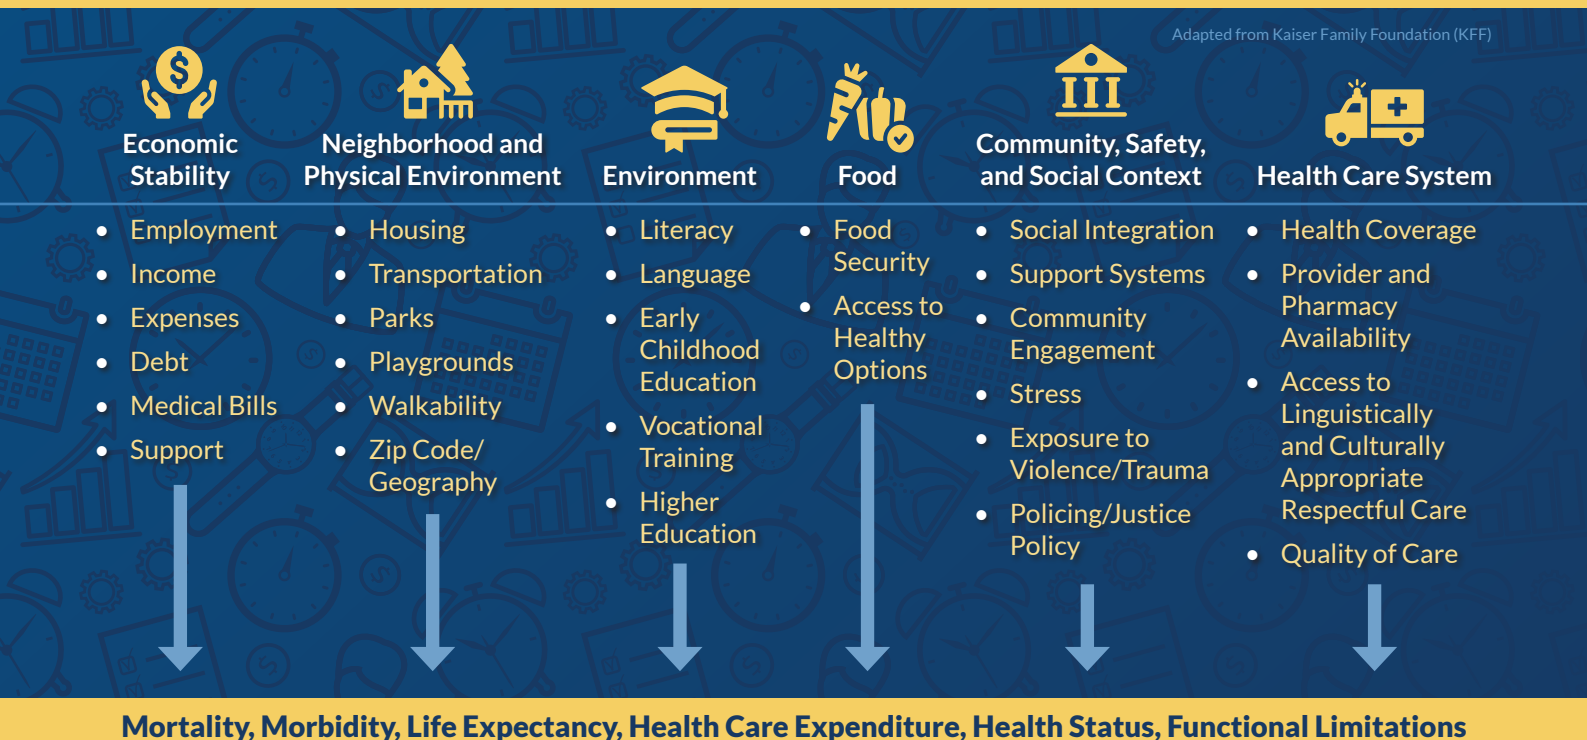 Adapted from Kaiser Family Foundation (KFF)
Economic
Stability
Neighborhood and
Physical Environment
Environment
Food
Community, Safety,
and Social Context
Health Care System
• Employment
• Income
• Expenses
• Debt
• Medical Bills
• Support
• Housing
• Transportation
• Parks
• Playgrounds
• Walkability
• Zip Code/
Geography
• Literacy
• Language
• Early
Childhood
Education
• Vocational
Training
• Higher
Education
• Food
Security
• Access to
Healthy
Options
• Social Integration
• Support Systems
• Community
Engagement
• Stress
• Exposure to
Violence/Trauma
• Policing/Justice
Policy
• Health Coverage
• Provider and
Pharmacy
Availability
• Access to
Linguistically
and Culturally
Appropriate
Respectful Care
• Quality of Care
Mortality, Morbidity, Life Expectancy, Health Care Expenditure, Health Status, Functional Limitations